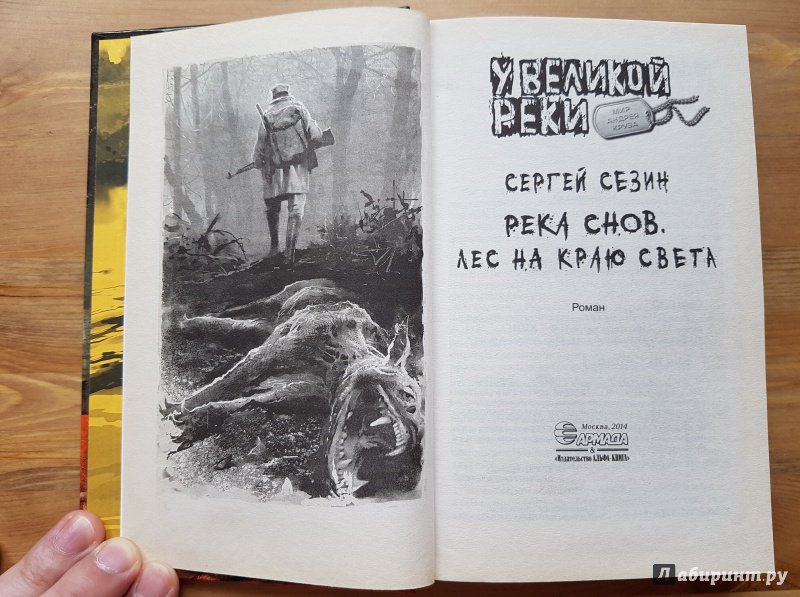 У ВЕЛИКОЙ
РЕКИ
МИР
АНДРЕЯ
КРУЗА
СЕРГЕЙ СЕЗИН
РЕКА СНОВ.
ЛЕС НА КРАЮ СВЕТА
Роман
Москва, 2014
АРМАДА
&
«Издательство АЛЬФА-КНИГА»
Лабиринт.ру